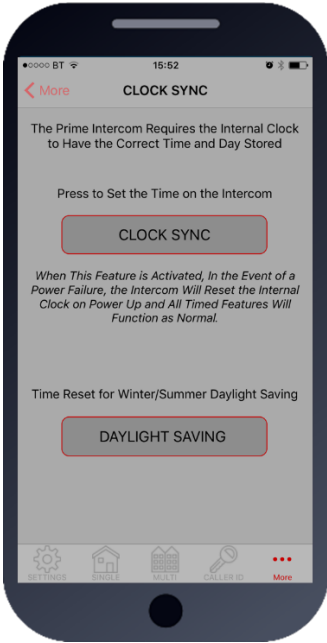 BT 15:52
More CLOCK SYNC
The Prime Intercom Requires the Internal Clock
to Have the Correct Time and Day Stored
Press to Set the Time on the Intercom
CLOCK SYNC
When This Feature is Activated, In the Event of a
Power Failure, the Intercom Will Reset the Internal
Clock on Power Up and All Timed Features Will
Function as Normal.
Time Reset for Winter/Summer Daylight Saving
DAYLIGHT SAVING
SETTINGS SINGLE MULTI CALLER ID More